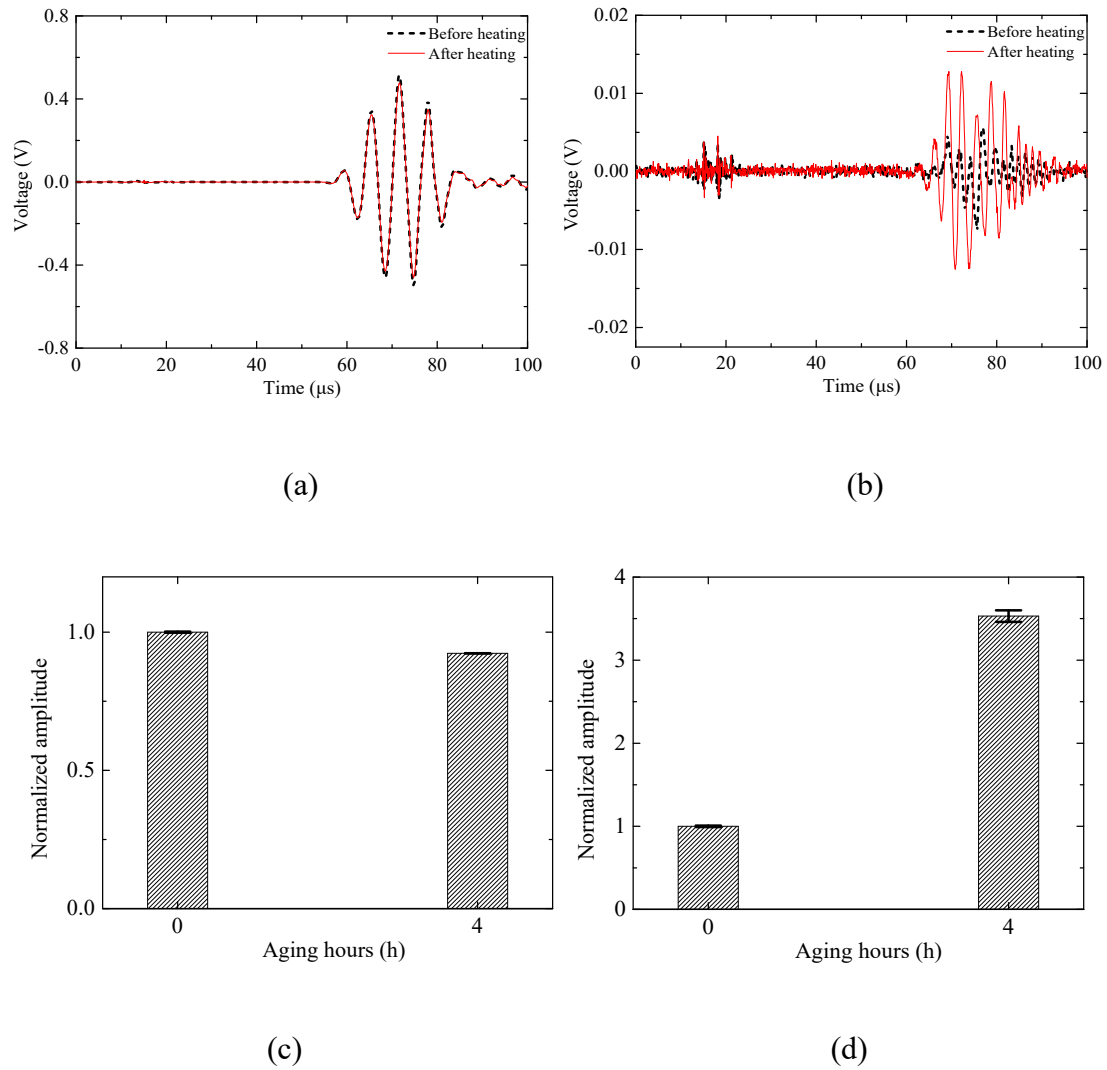 0.8
0.4
0.0
-0.4
-0.8
Voltage (V)
Before heating
After heating
0 20 40 60 80 100
Time (μs)
(a)
0.02
0.01
0.00
-0.01
-0.02
Voltage (V)
Before heating
After heating
0 20 40 60 80 100
Time (μs)
(b)
1.0
0.5
0.0
Normalized amplitude
0 4
Aging hours (h)
(c)
4
3
2
1
0
Normalized amplitude
0 4
Aging hours (h)
(d)